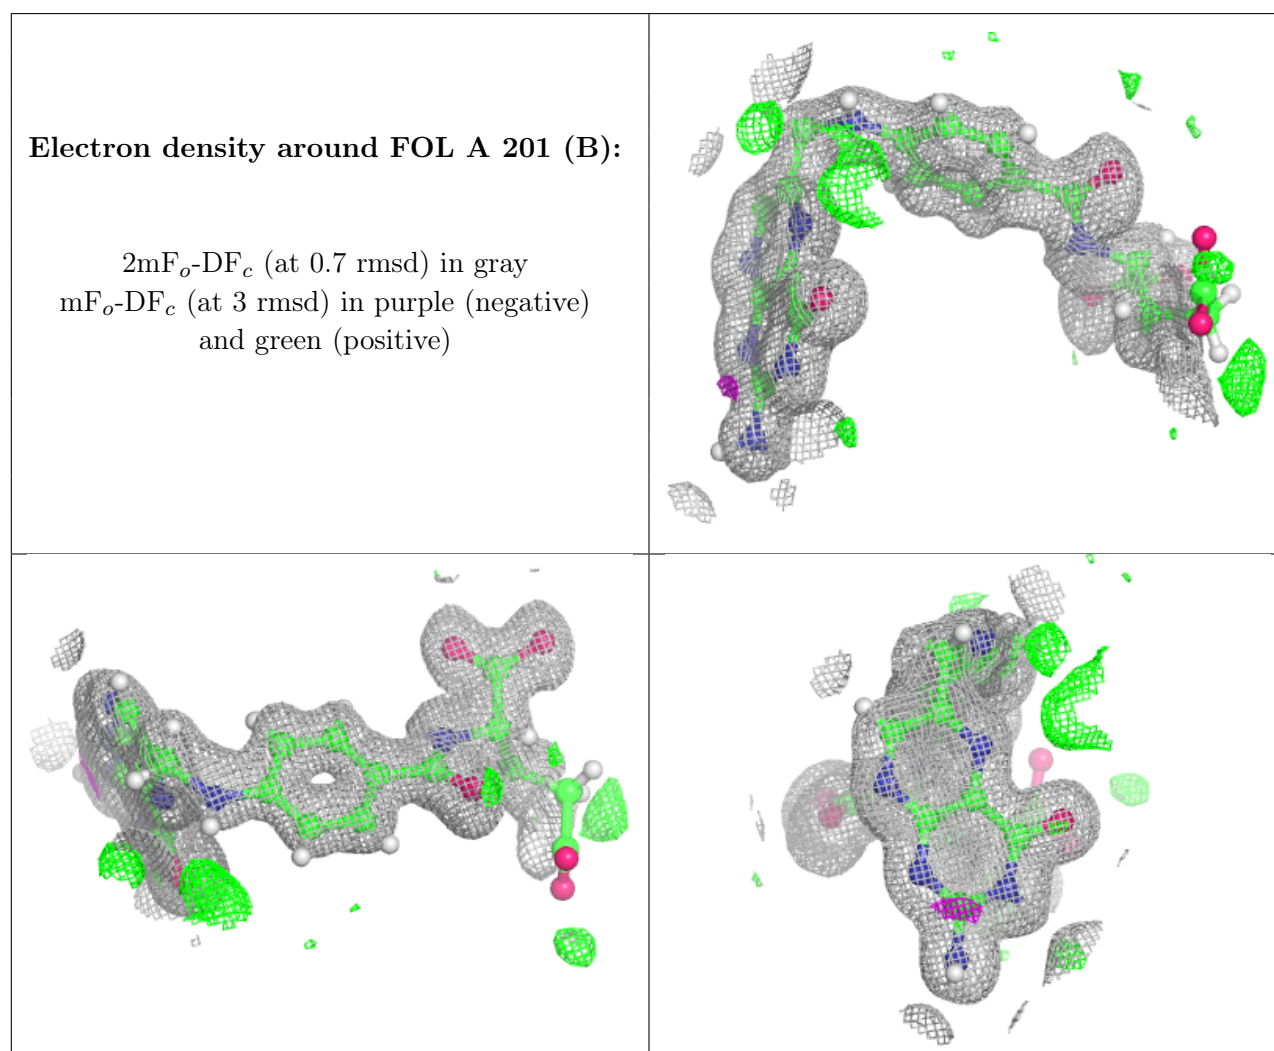 Electron density around FOL A 201 (B):
2mFo-DFc (at 0.7 rmsd) in gray
mFo-DFc (at 3 rmsd) in purple (negative)
and green (positive)